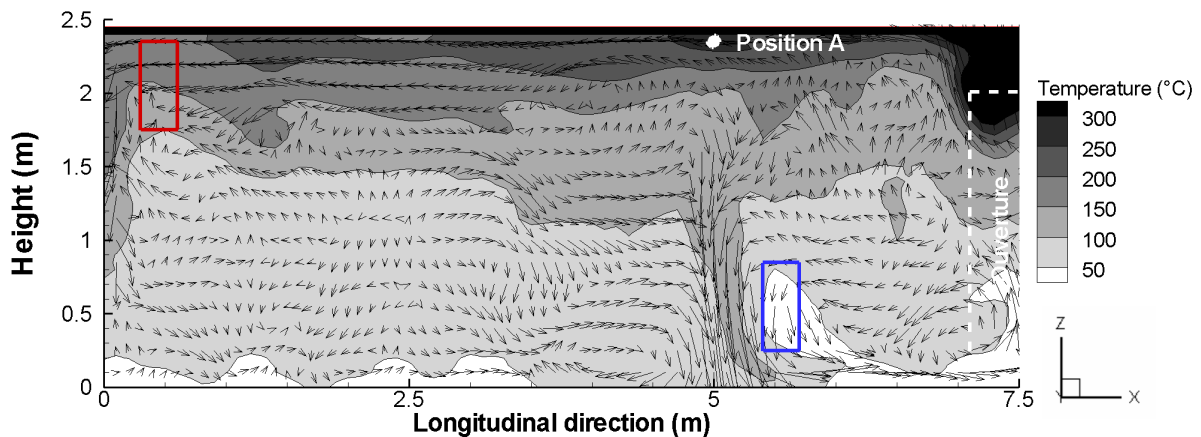 2.5
2
1.5
1
0.5
0
Height (m)
0
2.5
5
7.5
Longitudinal direction (m)
Position A
Ouverture
Temperature (°C)
300
250
200
150
100
50
Z
Y
X